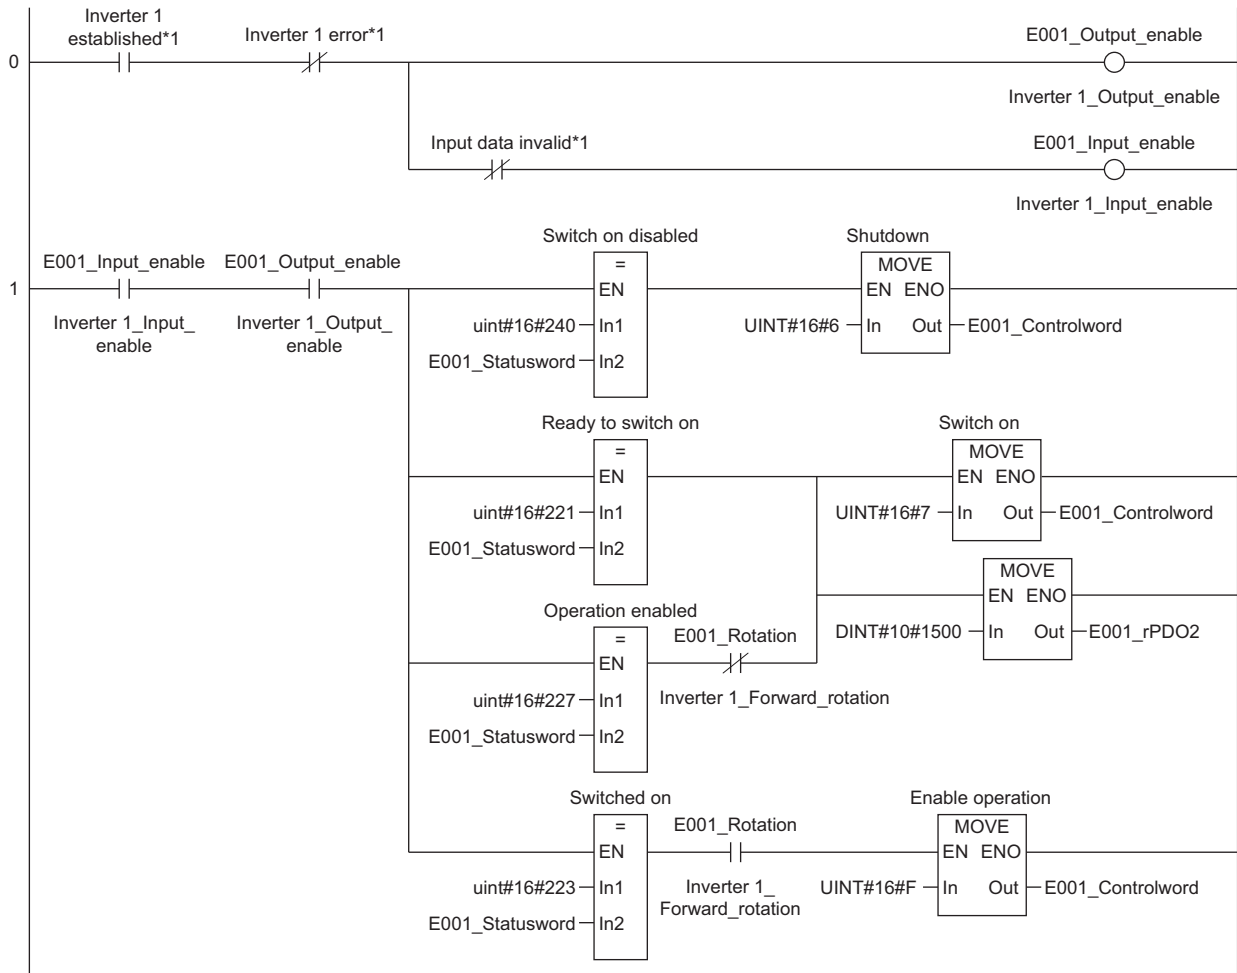 Inverter 1
established*1
Inverter 1 error*1
E001_Output_enable
0
Inverter 1_Output_enable
Input data invalid*1
E001_Input_enable
Inverter 1_Input_enable
Switch on disabled
Shutdown
E001_Input_enable
E001_Output_enable
=
MOVE
1
EN
EN ENO
Inverter 1_Input_
enable
Inverter 1_Output_
enable
uint#16#240
In1
UINT#16#6
In
Out
E001_Controlword
E001_Statusword
In2
Ready to switch on
Switch on
=
MOVE
EN
EN ENO
uint#16#221
In1
UINT#16#7
In
Out
E001_Controlword
E001_Statusword
In2
MOVE
EN ENO
Operation enabled
=
E001_Rotation
DINT#10#1500
In
Out
E001_rPDO2
EN
uint#16#227
In1
Inverter 1_Forward_rotation
E001_Statusword
In2
Switched on
Enable operation
=
E001_Rotation
MOVE
EN
EN ENO
uint#16#223
In1
Inverter 1_
Forward_rotation
UINT#16#F
In
Out
E001_Controlword
E001_Statusword
In2